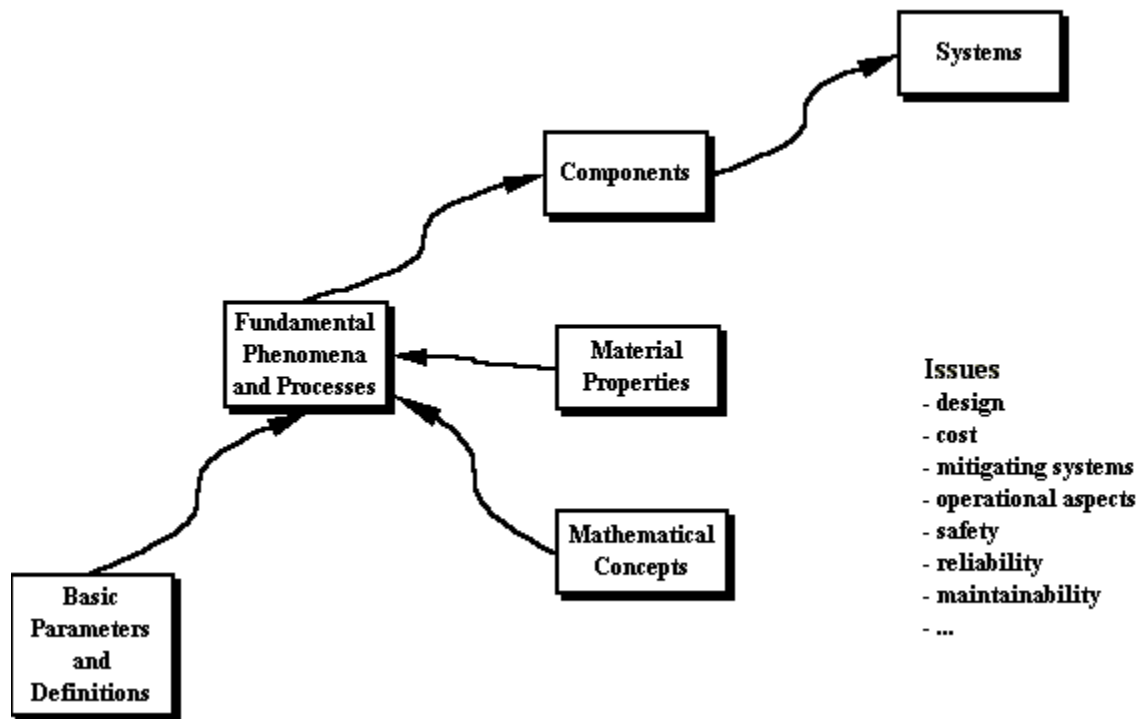 Systems
Components
Fundamental
Phenomena
and Processes
Material
Properties
Mathematical
Concepts
Basic
Parameters
and
Definitions
Issues
- design
- cost
- mitigating systems
- operational aspects
- safety
- reliability
- maintainability
- ...